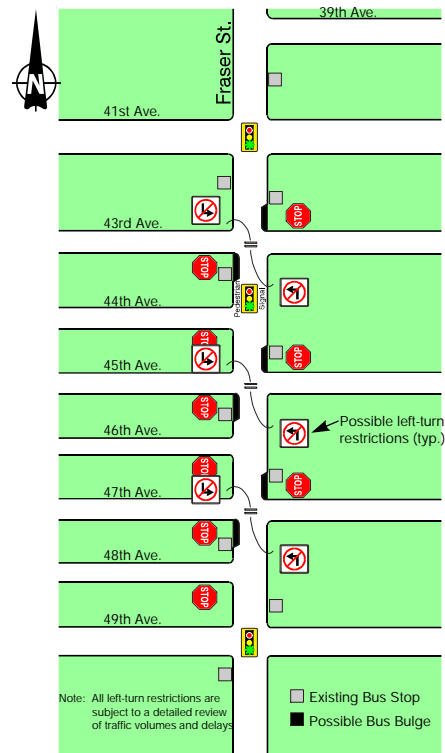 39th Ave.
N
Fraser St.
41st Ave.
43rd Ave.
STOP
STOP
44th Ave.
Pedestrian
Signal
STOP
45th Ave.
STOP
STOP
46th Ave.
Possible left-turn
restrictions (typ.)
STOP
47th Ave.
STOP
STOP
48th Ave.
STOP
49th Ave.
Note: All left-turn restrictions are
subject to a detailed review
of traffic volumes and delays
Existing Bus Stop
Possible Bus Bulge